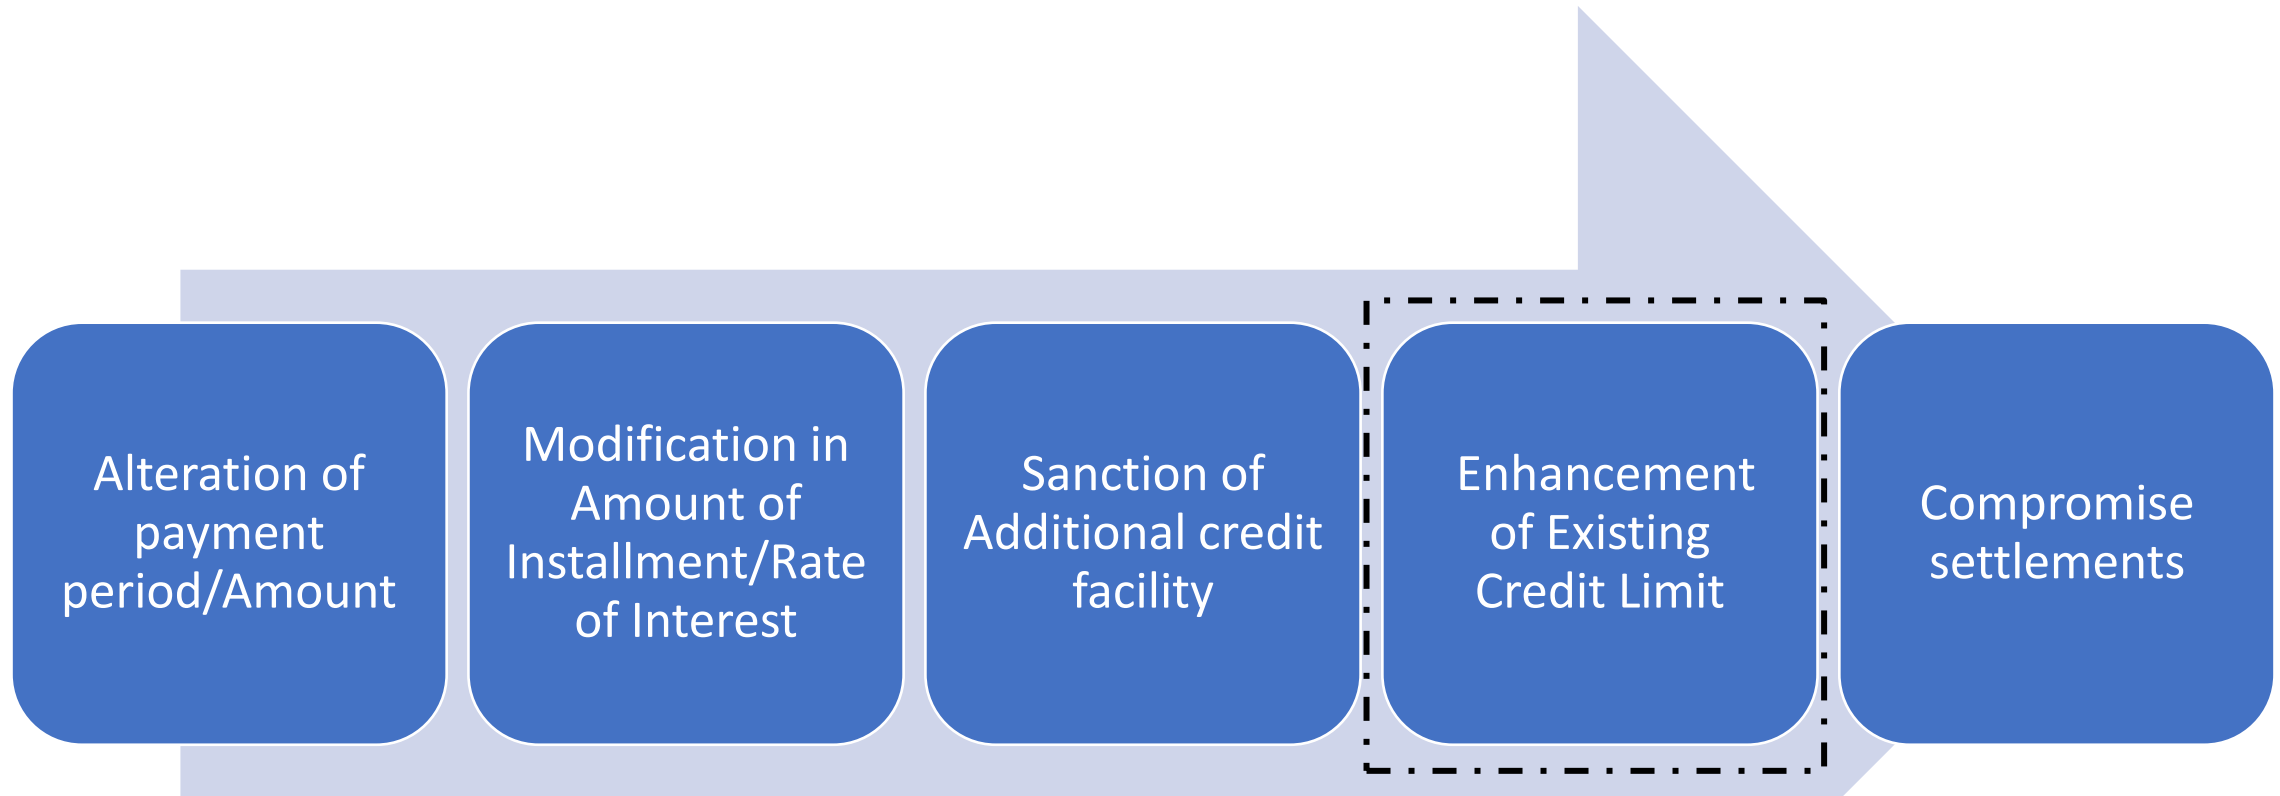 Alteration of
payment
period/Amount
Modification in
Amount of
Installment/Rate
of Interest
Sanction of
Additional credit
facility
Enhancement
of Existing
Credit Limit
Compromise
settlements